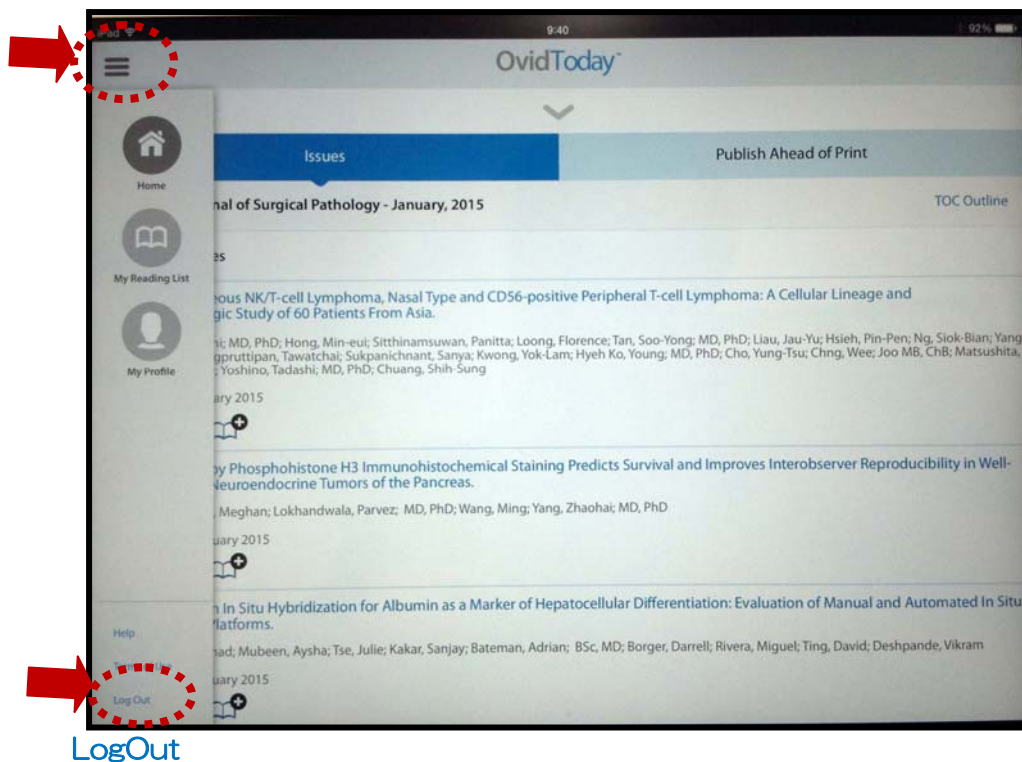 iPad 9:40 92%
OvidToday
Issues Publish Ahead of Print
Home
nal of Surgical Pathology - January, 2015 TOC Outline
es
My Reading List
ous NK/T-cell Lymphoma, Nasal Type and CD56-positive Peripheral T-cell Lymphoma: A Cellular Lineage and
gic Study of 60 Patients From Asia.
hi; MD, PhD; Hong, Min-eui; Sitthinamsuwan, Panitta; Loong, Florence; Tan, Soo-Yong; MD, PhD; Liau, Jau-Yu; Hsieh, Pin-Pen; Ng, Siok-Bian; Yang
gpruttipan, Tawatchai; Sukpanichnant, Sanya; Kwong, Yok-Lam; Hyeh Ko, Young; MD, PhD; Cho, Yung-Tsu; Chng, Wee; Joo MB, ChB; Matsushita,
; Yoshino, Tadashi; MD, PhD; Chuang, Shih-Sung
My Profile
ary 2015
by Phosphohistone H3 Immunohistochemical Staining Predicts Survival and Improves Interobserver Reproducibility in Well-
Neuroendocrine Tumors of the Pancreas.
, Meghan; Lokhandwala, Parvez; MD, PhD; Wang, Ming; Yang, Zhaohai; MD, PhD
uary 2015
n In Situ Hybridization for Albumin as a Marker of Hepatocellular Differentiation: Evaluation of Manual and Automated In Situ
Platforms.
Help
mad; Mubeen, Aysha; Tse, Julie; Kakar, Sanjay; Bateman, Adrian; BSc, MD; Borger, Darrell; Rivera, Miguel; Ting, David; Deshpande, Vikram
uary 2015
Log Out
LogOut